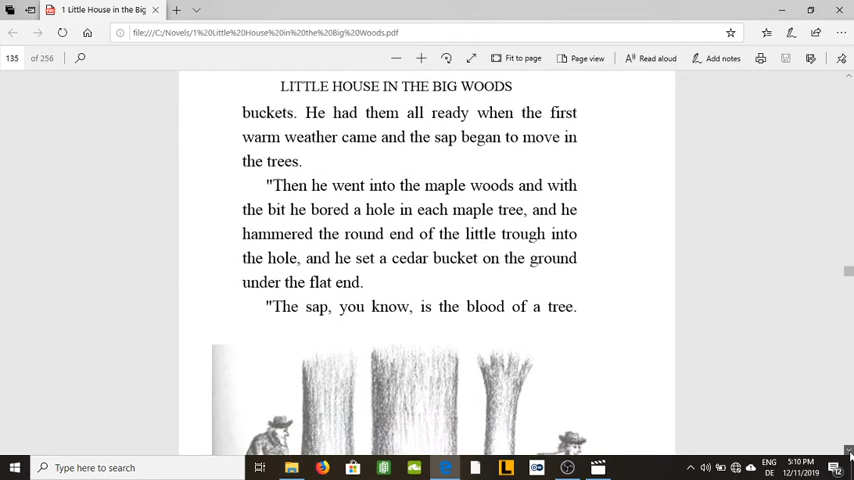 1 Little House in the Big
file:///C:/Novels/1%20Little%20House%20in%20the%20Big%20Woods.pdf
135 of 256
Fit to page
Page view
Read aloud
Add notes
LITTLE HOUSE IN THE BIG WOODS
buckets. He had them all ready when the first
warm weather came and the sap began to move in
the trees.
"Then he went into the maple woods and with
the bit he bored a hole in each maple tree, and he
hammered the round end of the little trough into
the hole, and he set a cedar bucket on the ground
under the flat end.
"The sap, you know, is the blood of a tree.
Type here to search
ENG
DE
5:10 PM
12/11/2019
12